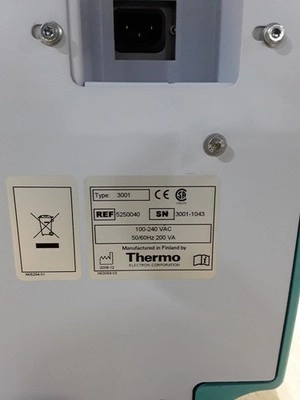 Type 3001
REF 5250040 SN 3001-1043
100-240 VAC
50/60Hz 200 VA
Manufactured in Finland by
Thermo
ELECTRON CORPORATION